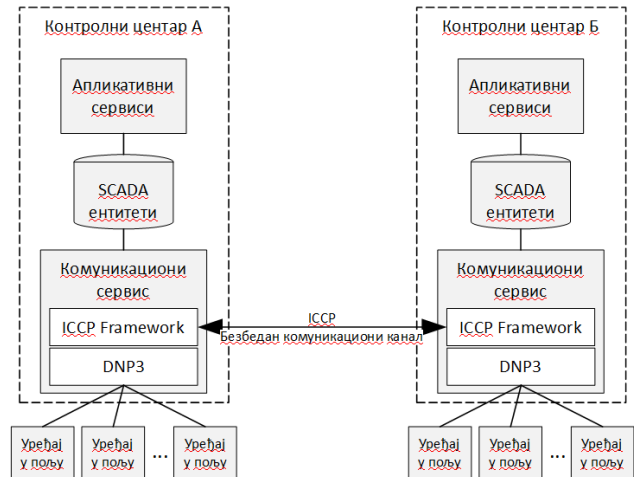 Контролни центар А
Апликативни
сервиси
SCADA
ентитети
Комуникациони
сервис
ICCP Framework
DNP3
Уређај
у пољу
Уређај
у пољу
...
Уређај
у пољу
ICCP
Безбедан комуникациони канал
Контролни центар Б
Апликативни
сервиси
SCADA
ентитети
Комуникациони
сервис
ICCP Framework
DNP3
Уређај
у пољу
Уређај
у пољу
...
Уређај
у пољу